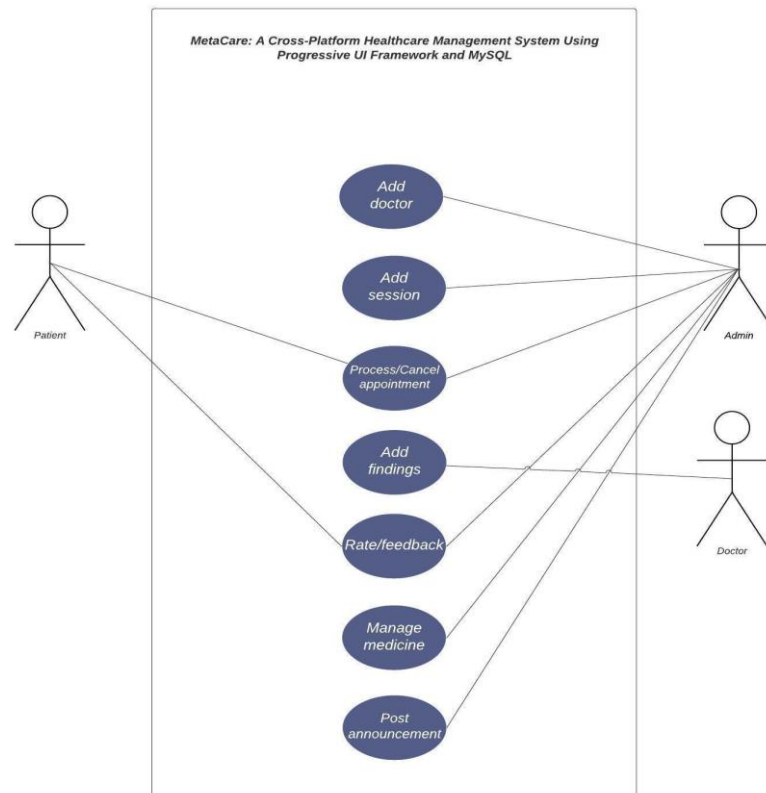 MetaCare: A Cross-Platform Healthcare Management System Using
Progressive UI Framework and MySQL
Add
doctor
Add
session
Patient
Admin
Process/Cancel
appointment
Add
findings
Doctor
Rate/feedback
Manage
medicine
Post
announcement